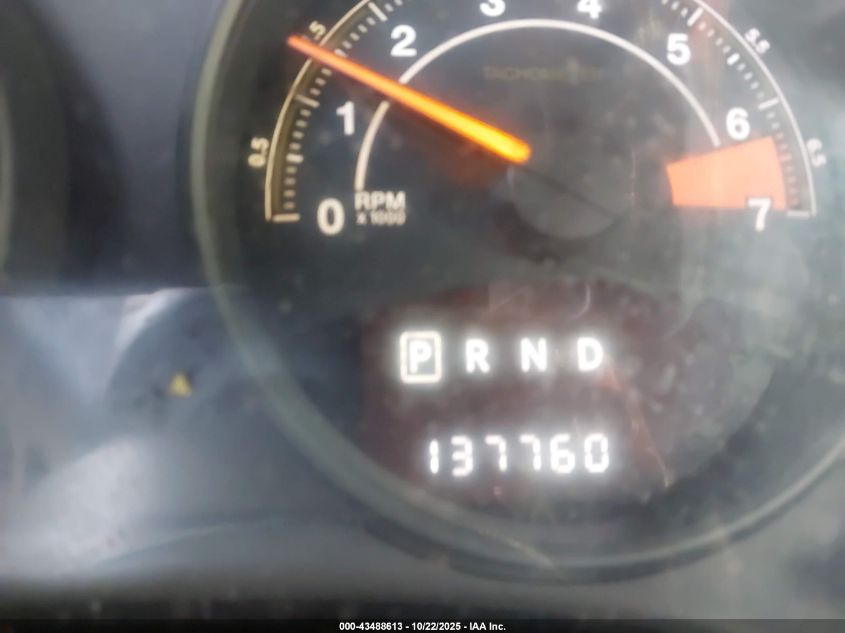 0 0.5 1 .5 2 3 4 5 5.5 6 6.5 7
TACHOMETER
RPM
x 1000
P R N D
137760
000-43488613 - 10/22/2025 - IAA Inc.